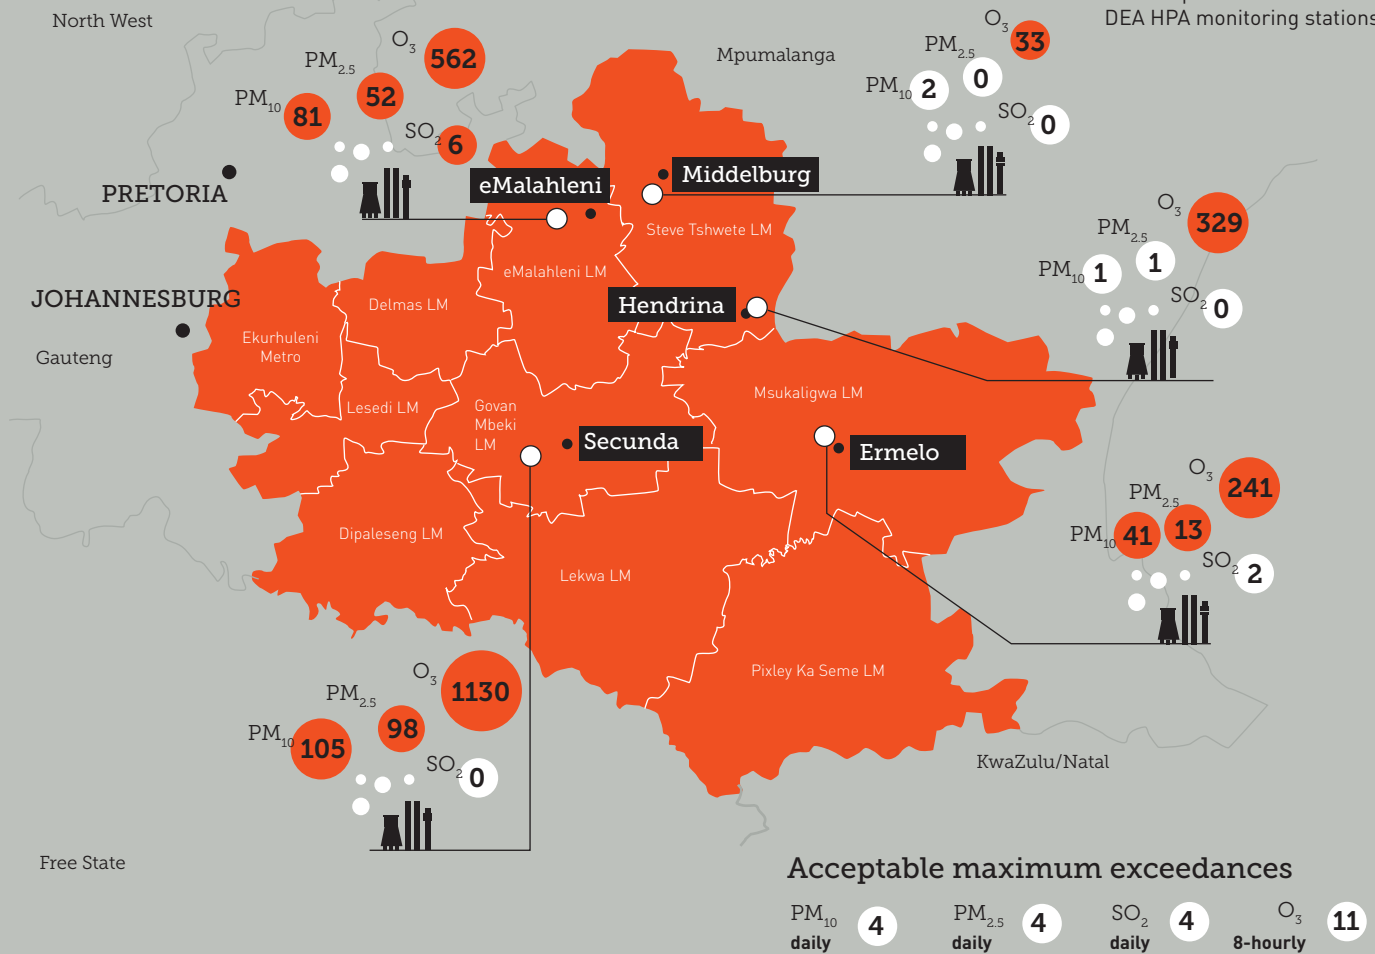 North West
DEA HPA monitoring stations
Mpumalanga
O3 562
PM2.5 52
PM10 81
SO2 6
O3 33
PM2.5 0
PM10 2
SO2 0
PRETORIA
eMalahleni
Middelburg
Steve Tshwete LM
eMalahleni LM
O3 329
PM2.5 1
PM10 1
SO2 0
JOHANNESBURG
Delmas LM
Hendrina
Ekurhuleni
Metro
Gauteng
Lesedi LM
Govan
Mbeki
LM
Msukaligwa LM
Secunda
Ermelo
O3 241
PM2.5 13
PM10 41
SO2 2
Dipaleseng LM
Lekwa LM
Pixley Ka Seme LM
O3 1130
PM2.5 98
PM10 105
SO2 0
KwaZulu/Natal
Free State
Acceptable maximum exceedances
PM10 daily 4
PM2.5 daily 4
SO2 daily 4
O3 8-hourly 11